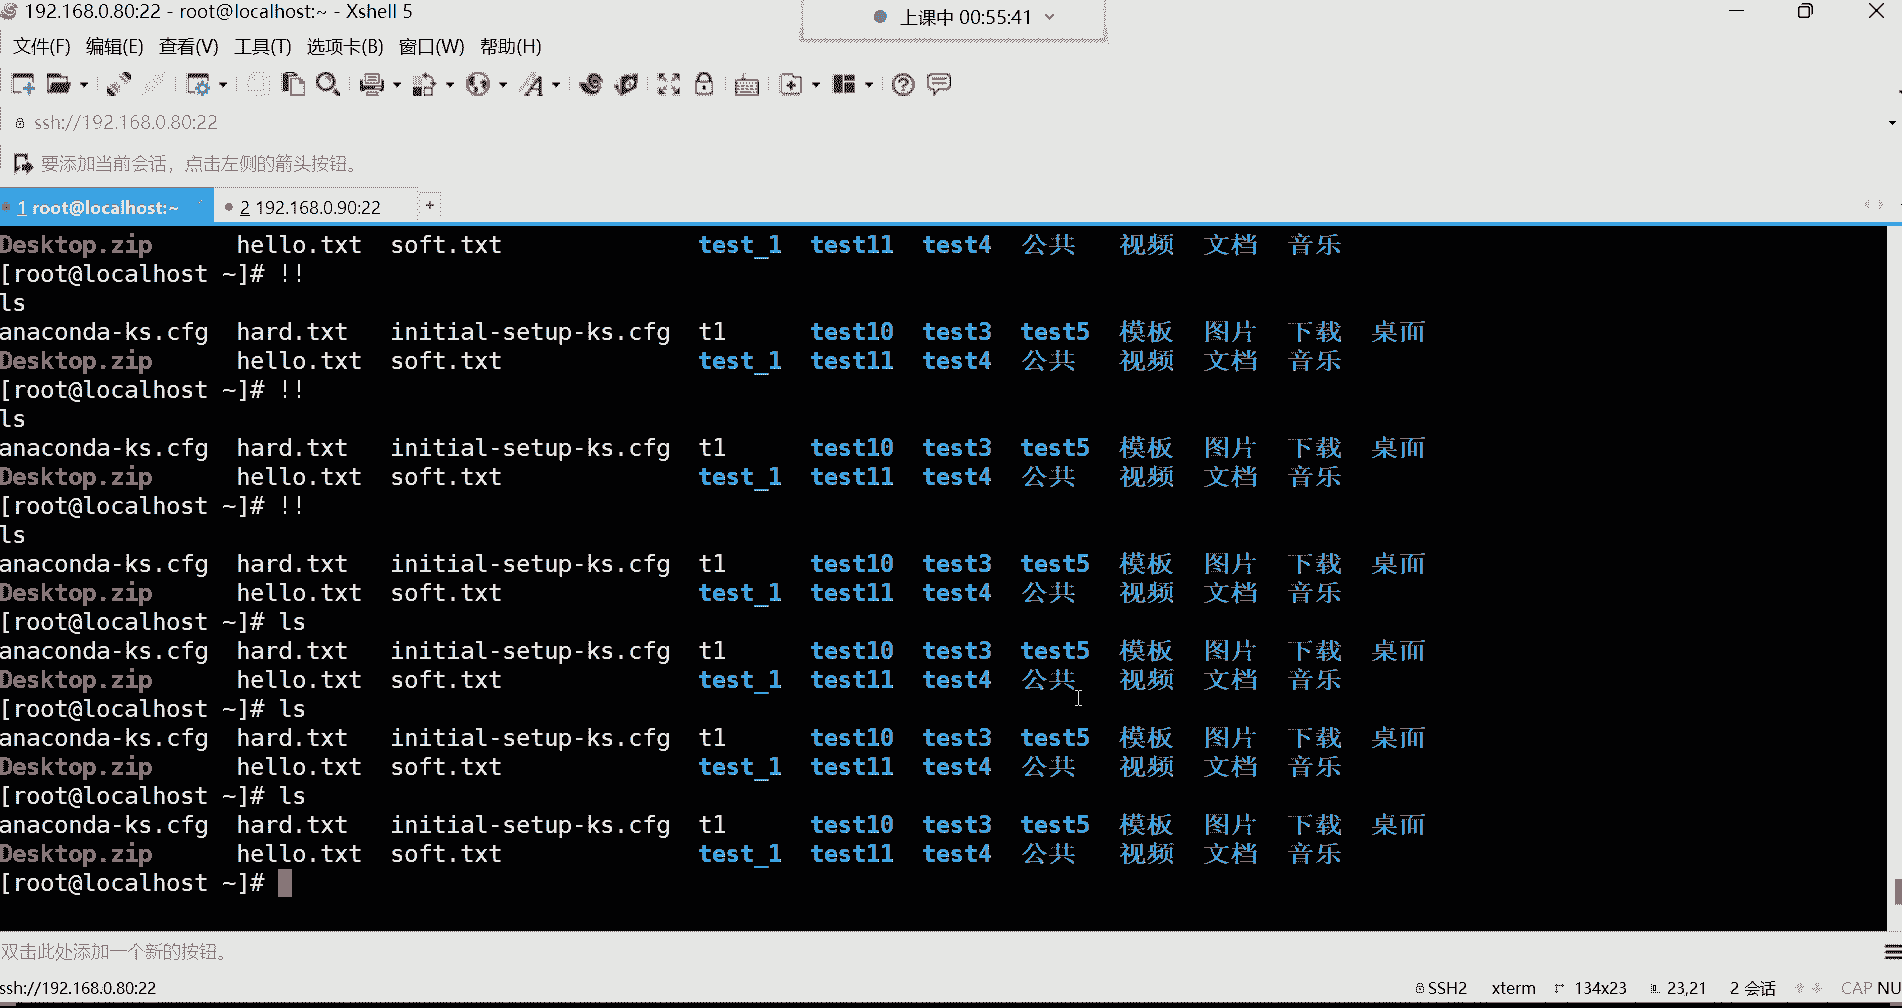 192.168.0.80:22 - root@localhost:~ - Xshell 5
上课中 00:55:41
文件(F) 编辑(E) 查看(V) 工具(T) 选项卡(B) 窗口(W) 帮助(H)
ssh://192.168.0.80:22
要添加当前会话，点击左侧的箭头按钮。
1 root@localhost:~ 2 192.168.0.90:22 +
Desktop.zip hello.txt soft.txt test_1 test11 test4 公共 视频 文档 音乐
[root@localhost ~]# !!
ls
anaconda-ks.cfg hard.txt initial-setup-ks.cfg t1 test10 test3 test5 模板 图片 下载 桌面
Desktop.zip hello.txt soft.txt test_1 test11 test4 公共 视频 文档 音乐
[root@localhost ~]# !!
ls
anaconda-ks.cfg hard.txt initial-setup-ks.cfg t1 test10 test3 test5 模板 图片 下载 桌面
Desktop.zip hello.txt soft.txt test_1 test11 test4 公共 视频 文档 音乐
[root@localhost ~]# !!
ls
anaconda-ks.cfg hard.txt initial-setup-ks.cfg t1 test10 test3 test5 模板 图片 下载 桌面
Desktop.zip hello.txt soft.txt test_1 test11 test4 公共 视频 文档 音乐
[root@localhost ~]# ls
anaconda-ks.cfg hard.txt initial-setup-ks.cfg t1 test10 test3 test5 模板 图片 下载 桌面
Desktop.zip hello.txt soft.txt test_1 test11 test4 公共 视频 文档 音乐
[root@localhost ~]# ls
anaconda-ks.cfg hard.txt initial-setup-ks.cfg t1 test10 test3 test5 模板 图片 下载 桌面
Desktop.zip hello.txt soft.txt test_1 test11 test4 公共 视频 文档 音乐
[root@localhost ~]# ls
anaconda-ks.cfg hard.txt initial-setup-ks.cfg t1 test10 test3 test5 模板 图片 下载 桌面
Desktop.zip hello.txt soft.txt test_1 test11 test4 公共 视频 文档 音乐
[root@localhost ~]#
双击此处添加一个新的按钮。
ssh://192.168.0.80:22 SSH2 xterm 134x23 23,21 2 会话 CAP NU